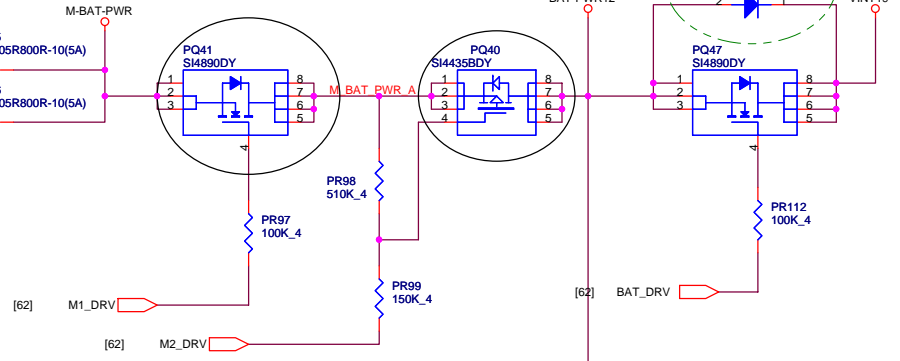 M-BAT-PWR
05R800R-10(5A)
05R800R-10(5A)
PQ41
SI4890DY
1
2
3
8
7
6
5
4
M_BAT_PWR_A
PQ40
SI4435BDY
1
2
3
4
8
7
6
5
PQ47
SI4890DY
1
2
3
8
7
6
5
4
PR98
510K_4
PR97
100K_4
PR112
100K_4
PR99
150K_4
[62] M1_DRV
[62] BAT_DRV
[62] M2_DRV